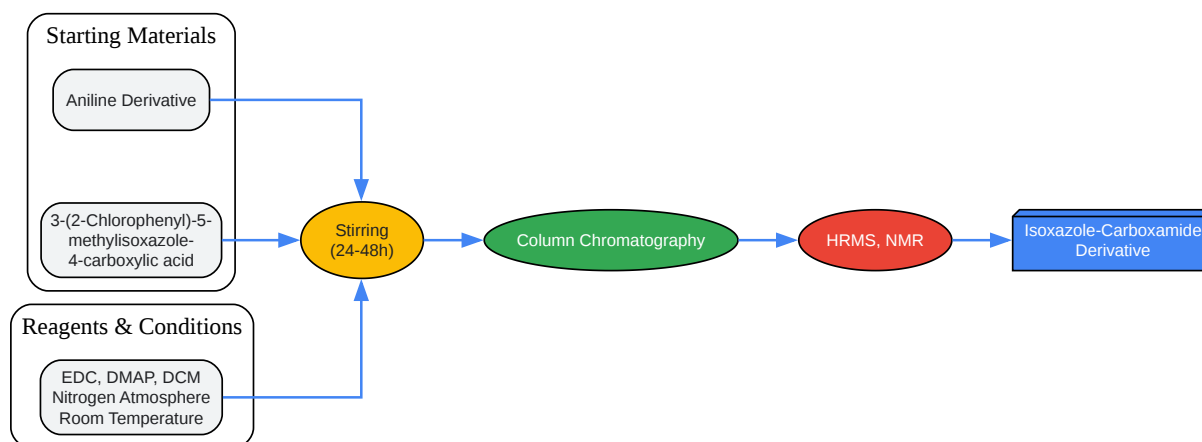 Starting Materials
Aniline Derivative
3-(2-Chlorophenyl)-5-
methylisoxazole-
4-carboxylic acid
Reagents & Conditions
EDC, DMAP, DCM
Nitrogen Atmosphere
Room Temperature
Stirring
(24-48h)
Column Chromatography
HRMS, NMR
Isoxazole-Carboxamide
Derivative